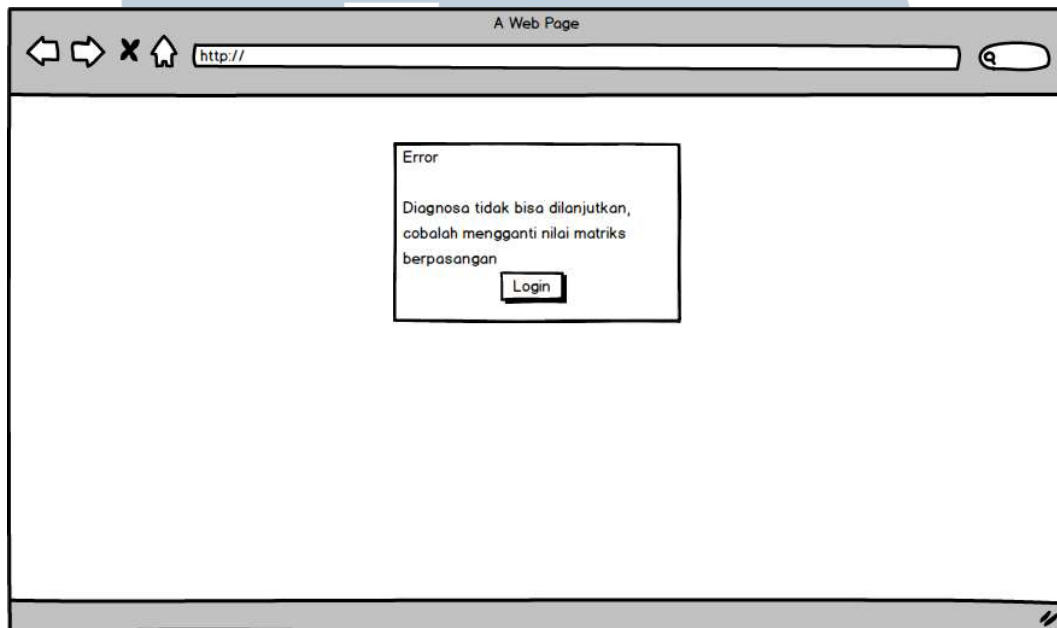 A Web Page
http://
Error
Diagnosa tidak bisa dilanjutkan,
cobalah mengganti nilai matriks
berpasangan
Login